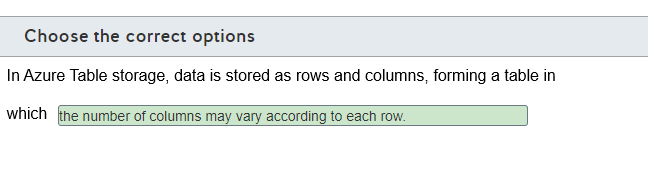 Choose the correct options
In Azure Table storage, data is stored as rows and columns, forming a table in
which the number of columns may vary according to each row.